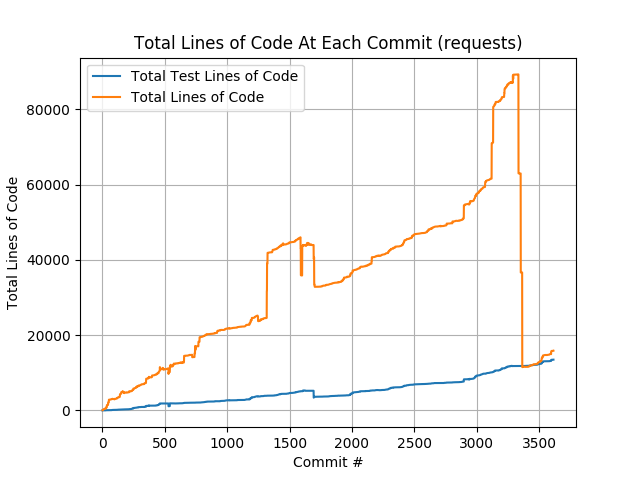 Total Lines of Code At Each Commit (requests)
Total Test Lines of Code
Total Lines of Code
Total Lines of Code
80000
60000
40000
20000
0
0 500 1000 1500 2000 2500 3000 3500
Commit #